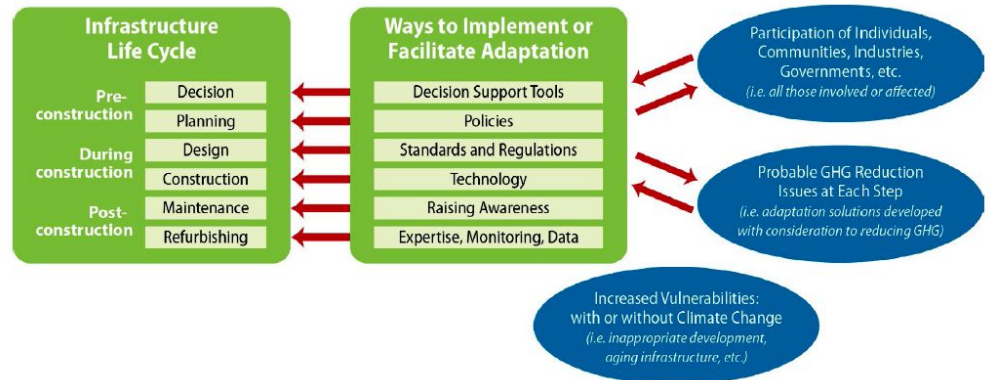 Infrastructure
Life Cycle
Pre-
construction
Decision
Planning
During
construction
Design
Construction
Post-
construction
Maintenance
Refurbishing
Ways to Implement or
Facilitate Adaptation
Decision Support Tools
Policies
Standards and Regulations
Technology
Raising Awareness
Expertise, Monitoring, Data
Participation of Individuals,
Communities, Industries,
Governments, etc.
(i.e. all those involved or affected)
Probable GHG Reduction
Issues at Each Step
(i.e. adaptation solutions developed
with consideration to reducing GHG)
Increased Vulnerabilities:
with or without Climate Change
(i.e. inappropriate development,
aging infrastructure, etc.)